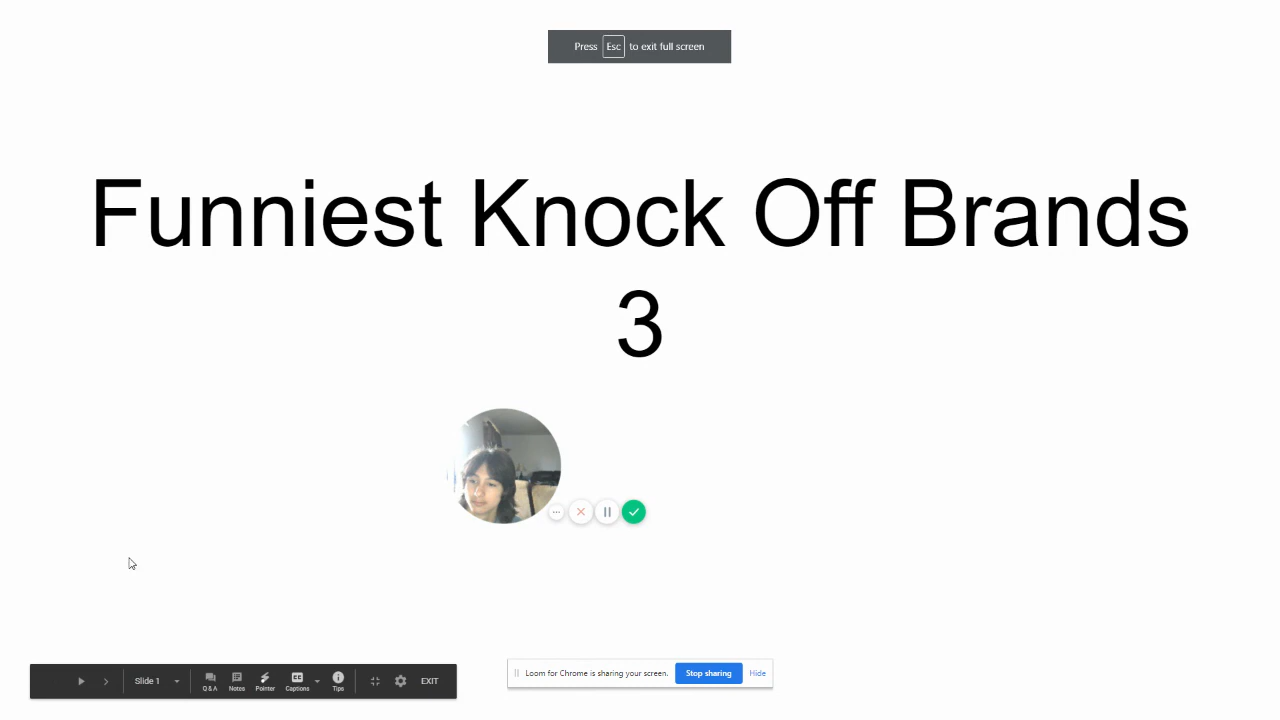 Press Esc to exit full screen
Funniest Knock Off Brands
3
Loom for Chrome is sharing your screen. Stop sharing Hide
Slide 1 Q & A Notes Pointer Captions Tips EXIT